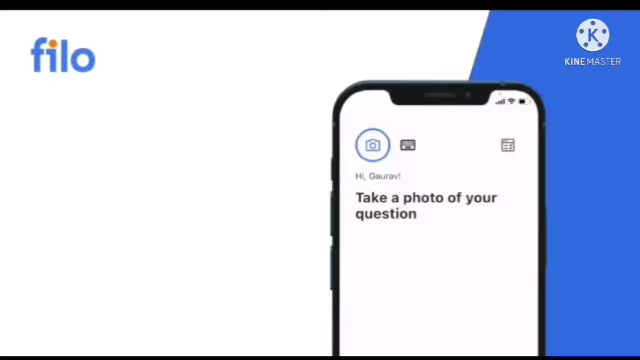 filo
K
KINEMASTER
Hi, Gaurav!
Take a photo of your
question